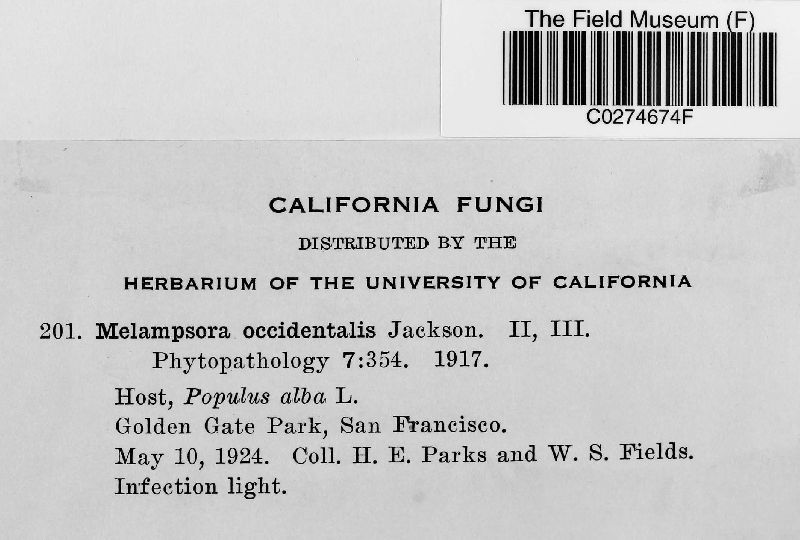 The Field Museum (F)
C0274674F
CALIFORNIA FUNGI
DISTRIBUTED BY THE
HERBARIUM OF THE UNIVERSITY OF CALIFORNIA
201. Melampsora occidentalis Jackson. II, III.
Phytopathology 7:354. 1917.
Host, Populus alba L.
Golden Gate Park, San Francisco.
May 10, 1924. Coll. H. E. Parks and W. S. Fields.
Infection light.